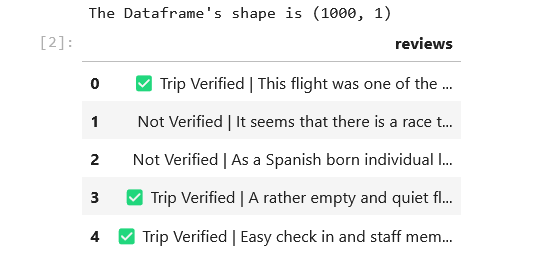 The Dataframe's shape is (1000, 1)
[2]: reviews
0 ✅ Trip Verified | This flight was one of the ...
1 Not Verified | It seems that there is a race t...
2 Not Verified | As a Spanish born individual l...
3 ✅ Trip Verified | A rather empty and quiet fl...
4 ✅ Trip Verified | Easy check in and staff mem...